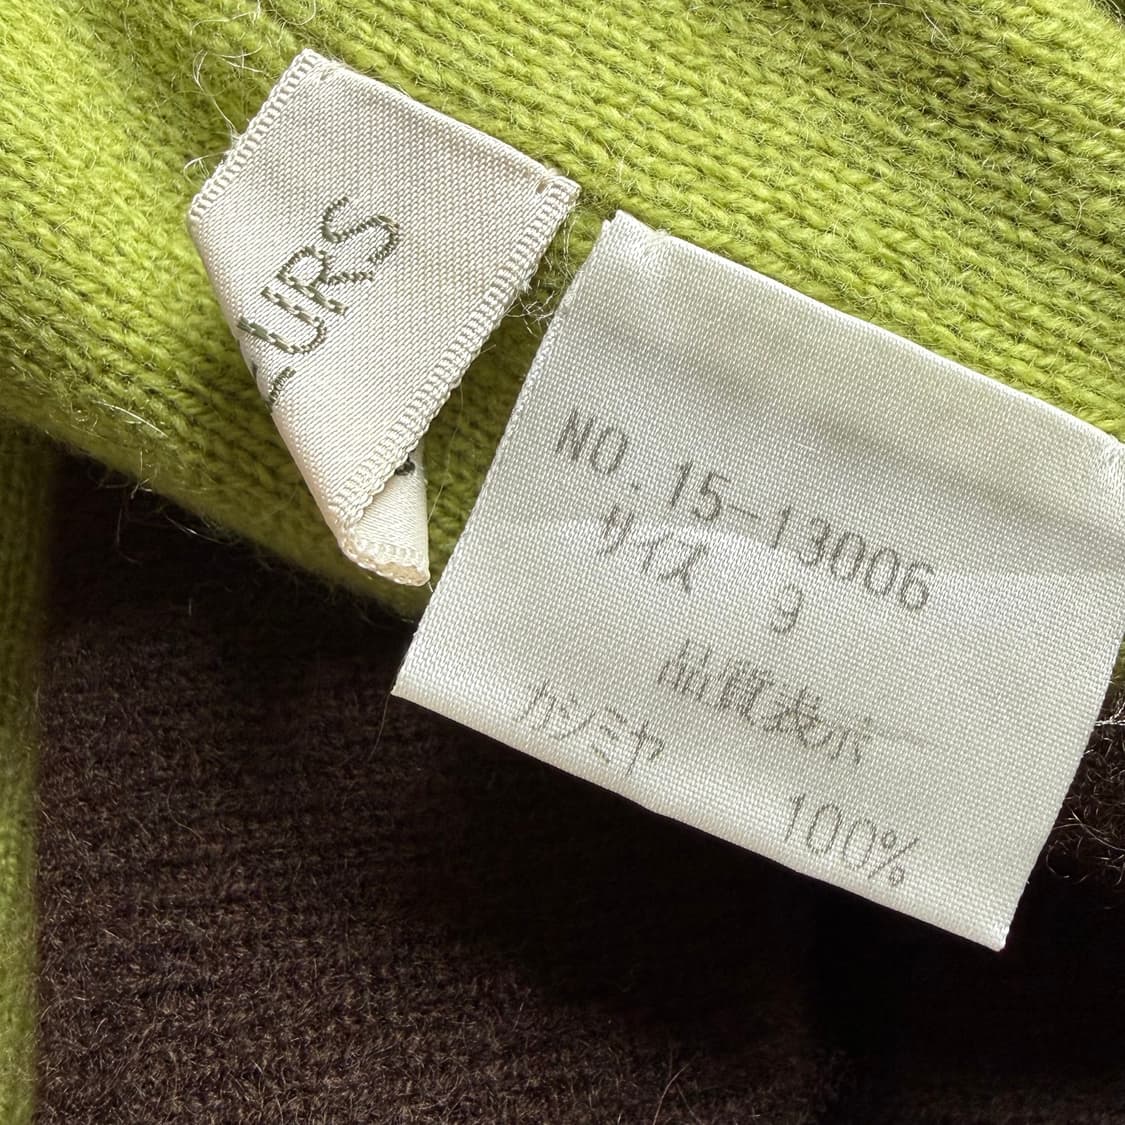 URS
NO.15-13006
サイズ 9
品質表示
カシミヤ
100%